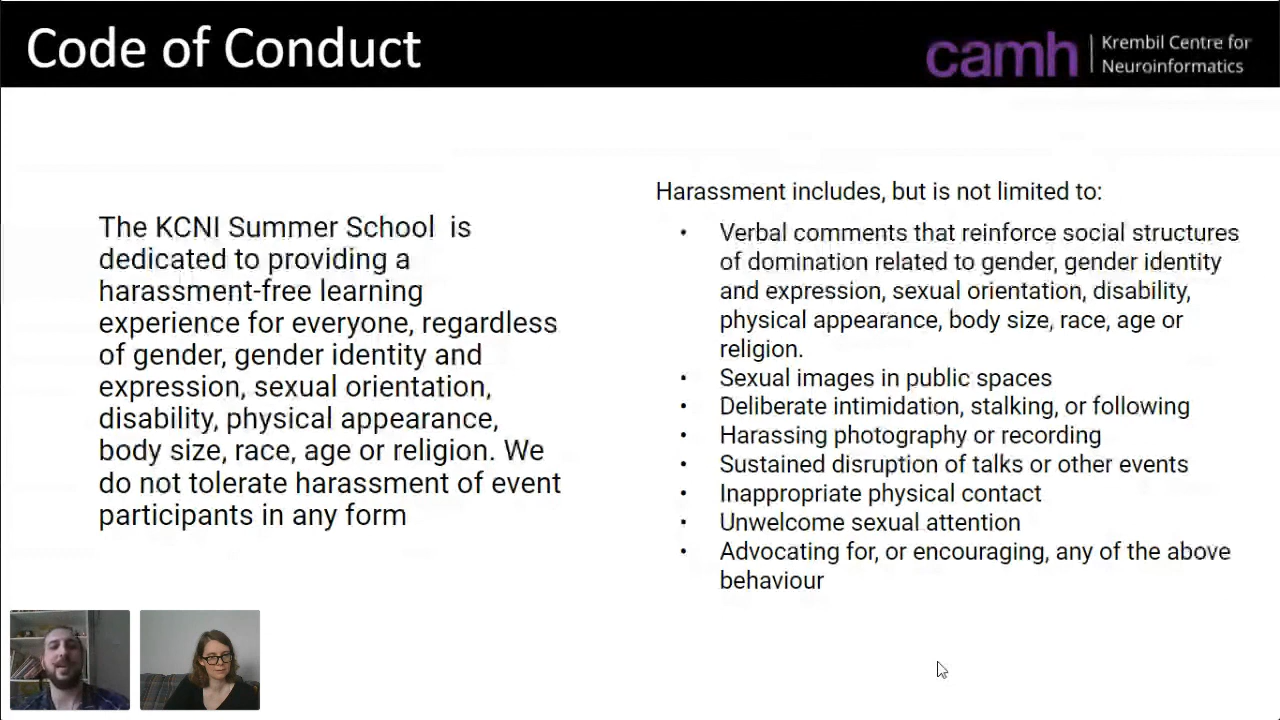 Code of Conduct
camh
Krembil Centre for
Neuroinformatics
The KCNI Summer School is
dedicated to providing a
harassment-free learning
experience for everyone, regardless
of gender, gender identity and
expression, sexual orientation,
disability, physical appearance,
body size, race, age or religion. We
do not tolerate harassment of event
participants in any form
Harassment includes, but is not limited to:
• Verbal comments that reinforce social structures
of domination related to gender, gender identity
and expression, sexual orientation, disability,
physical appearance, body size, race, age or
religion.
• Sexual images in public spaces
• Deliberate intimidation, stalking, or following
• Harassing photography or recording
• Sustained disruption of talks or other events
• Inappropriate physical contact
• Unwelcome sexual attention
• Advocating for, or encouraging, any of the above
behaviour